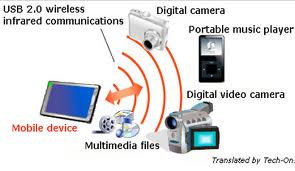 USB 2.0 wireless
infrared communications
Digital camera
Portable music player
Digital video camera
Mobile device
Multimedia files
Translated by Tech-On.